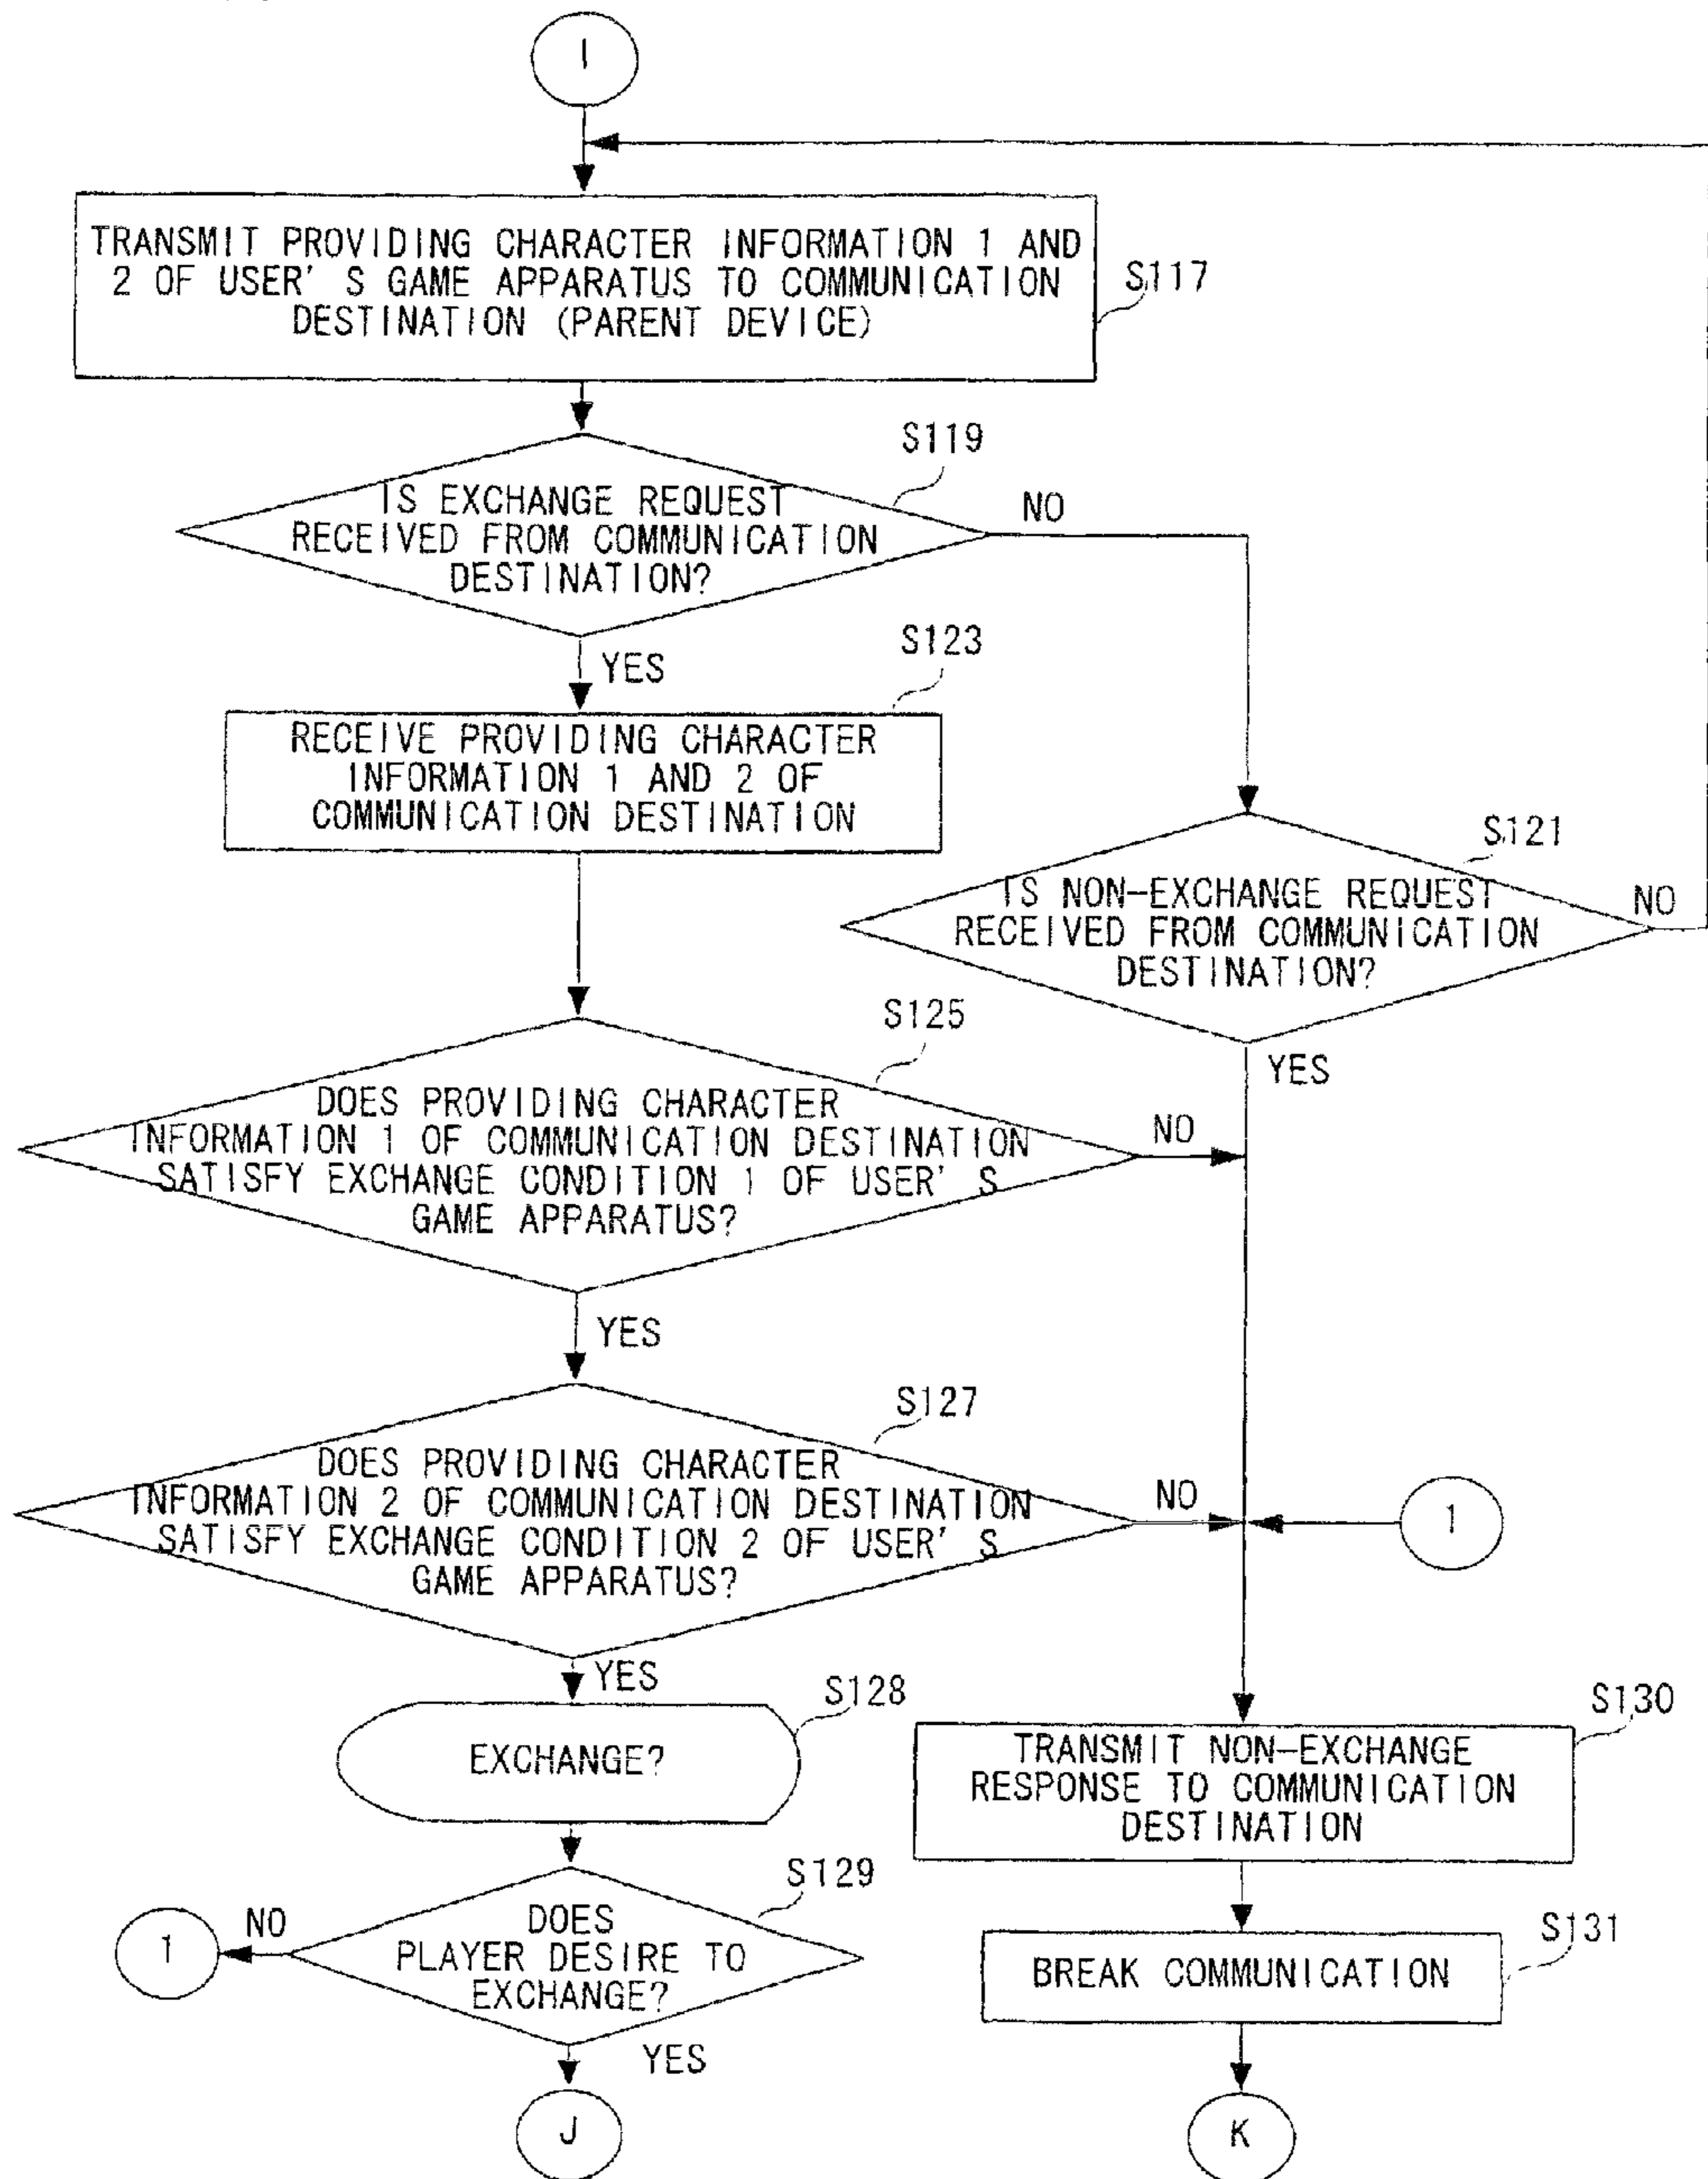 I
TRANSMIT PROVIDING CHARACTER INFORMATION 1 AND
2 OF USER'S GAME APPARATUS TO COMMUNICATION
DESTINATION (PARENT DEVICE)
S117
S119
IS EXCHANGE REQUEST
RECEIVED FROM COMMUNICATION
DESTINATION?
NO
YES
S123
RECEIVE PROVIDING CHARACTER
INFORMATION 1 AND 2 OF
COMMUNICATION DESTINATION
S121
IS NON-EXCHANGE REQUEST
RECEIVED FROM COMMUNICATION
DESTINATION?
NO
YES
S125
DOES PROVIDING CHARACTER
INFORMATION 1 OF COMMUNICATION DESTINATION
SATISFY EXCHANGE CONDITION 1 OF USER'S
GAME APPARATUS?
NO
YES
S127
DOES PROVIDING CHARACTER
INFORMATION 2 OF COMMUNICATION DESTINATION
SATISFY EXCHANGE CONDITION 2 OF USER'S
GAME APPARATUS?
NO
1
YES
S128
EXCHANGE?
S130
TRANSMIT NON-EXCHANGE
RESPONSE TO COMMUNICATION
DESTINATION
S129
DOES
PLAYER DESIRE TO
EXCHANGE?
NO
1
YES
J
S131
BREAK COMMUNICATION
K